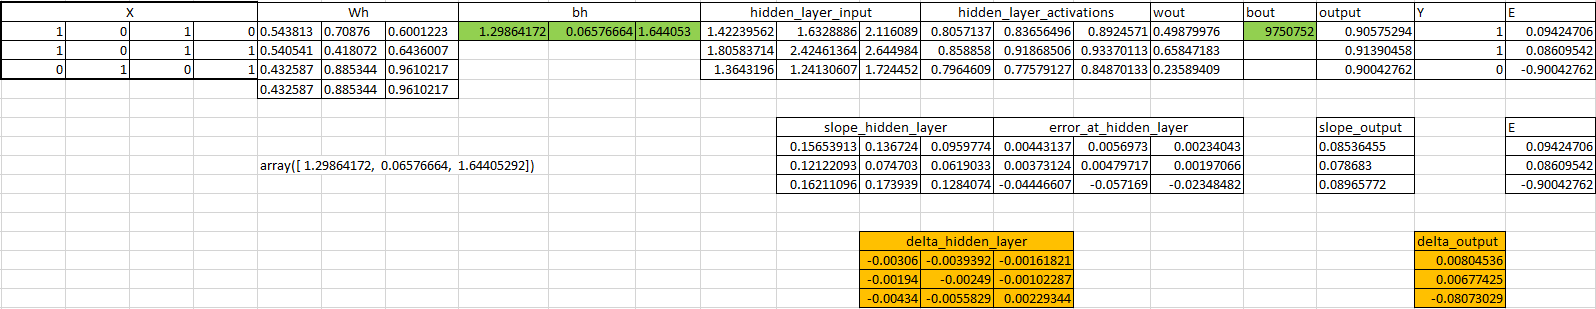 X Wh bh hidden_layer_input hidden_layer_activations wout bout output Y E
1 0 1 0 0.543813 0.70876 0.6001223 1.29864172 0.06576664 1.644053 1.42239562 1.6328886 2.116089 0.8057137 0.83656496 0.8924571 0.49879976 9750752 0.90575294 1 0.09424706
1 0 1 1 0.540541 0.418072 0.6436007 1.80583714 2.42461364 2.644984 0.858858 0.91868506 0.93370113 0.65847183 0.91390458 1 0.08609542
0 1 0 1 0.432587 0.885344 0.9610217 1.3643196 1.24130607 1.724452 0.7964609 0.77579127 0.84870133 0.23589409 0.90042762 0 -0.90042762
0.432587 0.885344 0.9610217
slope_hidden_layer error_at_hidden_layer slope_output E
0.15653913 0.136724 0.0959774 0.00443137 0.0056973 0.00234043 0.08536455 0.09424706
array([ 1.29864172, 0.06576664, 1.64405292]) 0.12122093 0.074703 0.0619033 0.00373124 0.00479717 0.00197066 0.078683 0.08609542
0.16211096 0.173939 0.1284074 -0.04446607 -0.057169 -0.02348482 0.08965772 -0.90042762
delta_hidden_layer delta_output
-0.00306 -0.0039392 -0.00161821 0.00804536
-0.00194 -0.00249 -0.00102287 0.00677425
-0.00434 -0.0055829 0.00229344 -0.08073029